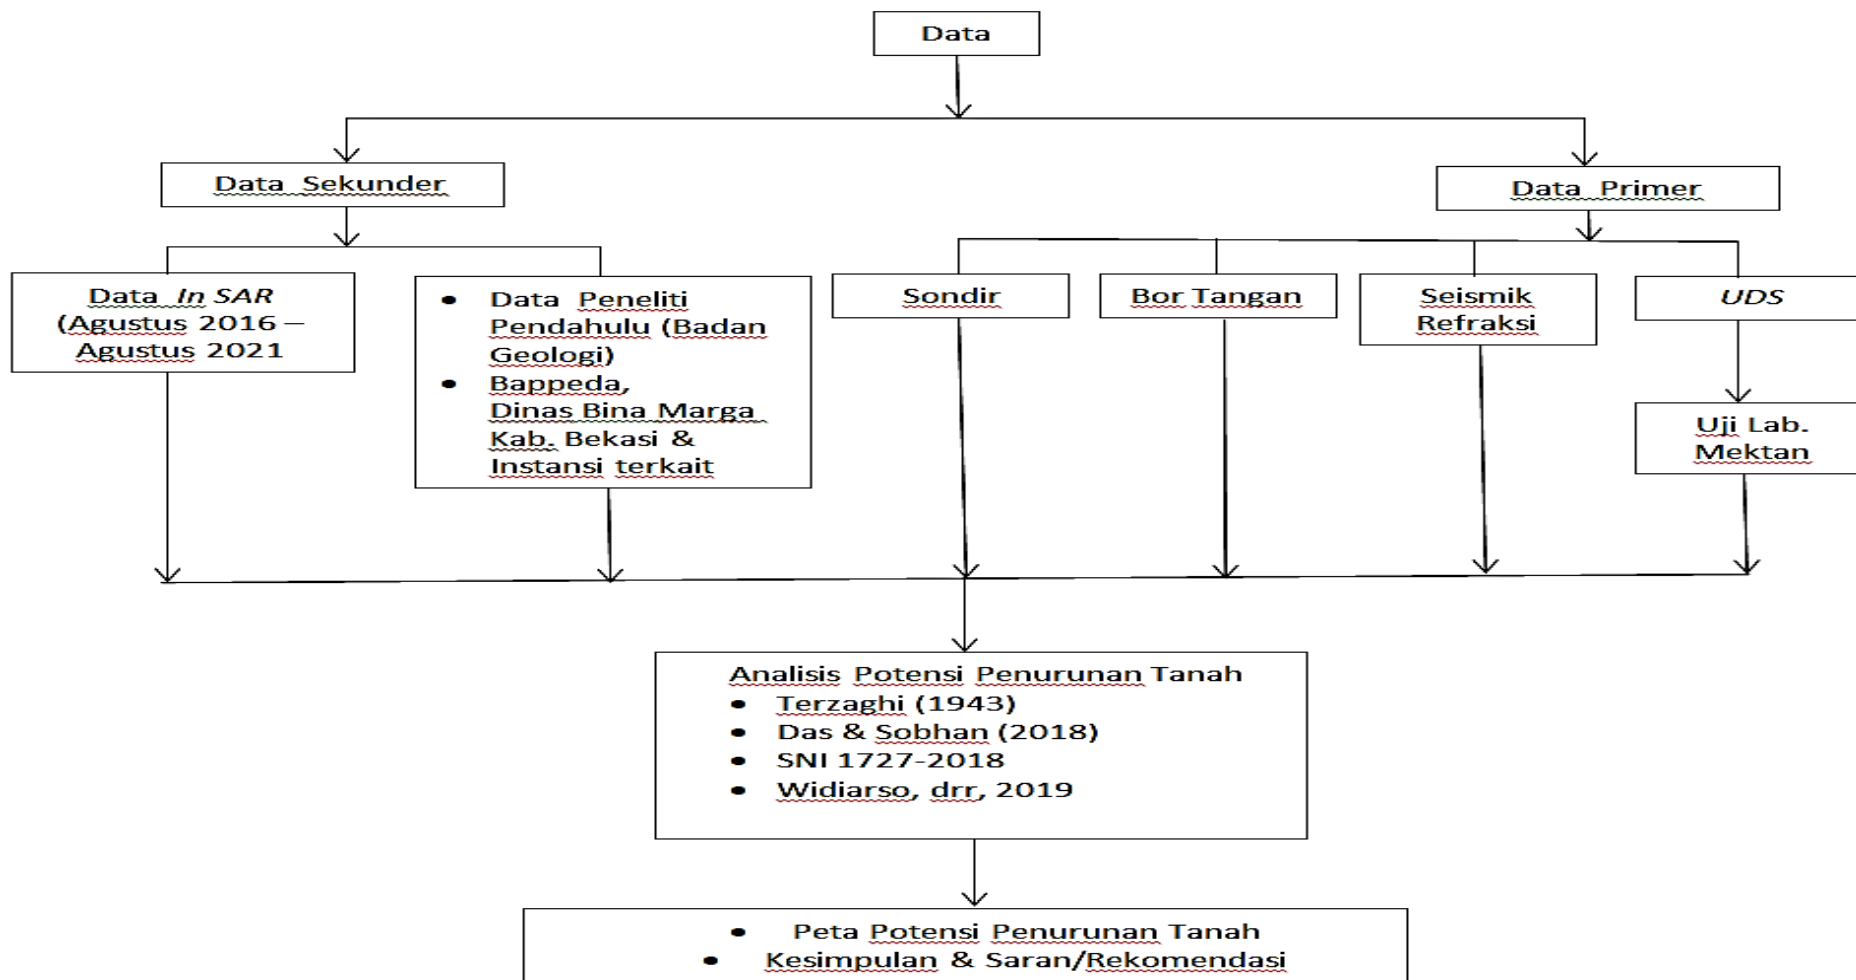 Data
Data Sekunder
Data Primer
Data In SAR
(Agustus 2016 –
Agustus 2021
• Data Peneliti
Pendahulu (Badan
Geologi)
• Bappeda,
Dinas Bina Marga
Kab. Bekasi &
Instansi terkait
Sondir
Bor Tangan
Seismik
Refraksi
UDS
Uji Lab.
Mektan
Analisis Potensi Penurunan Tanah
• Terzaghi (1943)
• Das & Sobhan (2018)
• SNI 1727-2018
• Widiarso, drr, 2019
• Peta Potensi Penurunan Tanah
• Kesimpulan & Saran/Rekomendasi